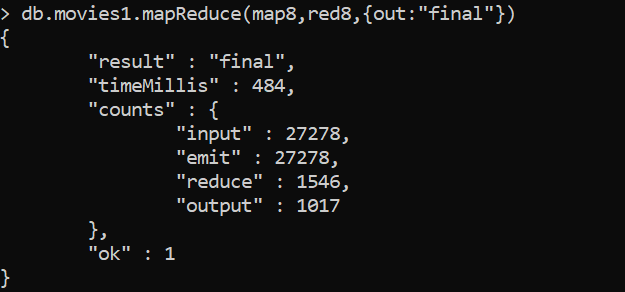 > db.movies1.mapReduce(map8,red8,{out:"final"})
{
        "result" : "final",
        "timeMillis" : 484,
        "counts" : {
                "input" : 27278,
                "emit" : 27278,
                "reduce" : 1546,
                "output" : 1017
        },
        "ok" : 1
}